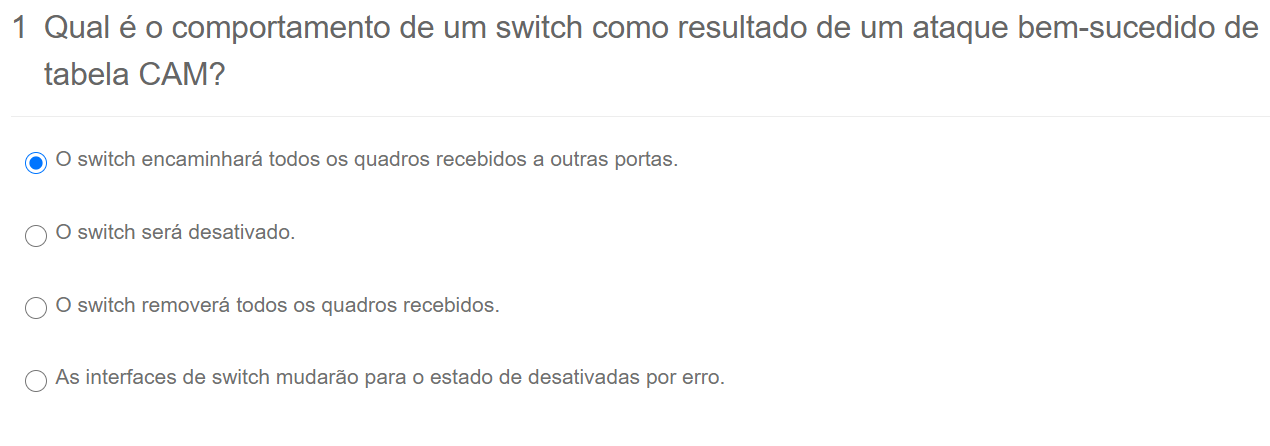 1 Qual é o comportamento de um switch como resultado de um ataque bem-sucedido de
tabela CAM?
O switch encaminhará todos os quadros recebidos a outras portas.
O switch será desativado.
O switch removerá todos os quadros recebidos.
As interfaces de switch mudarão para o estado de desativadas por erro.